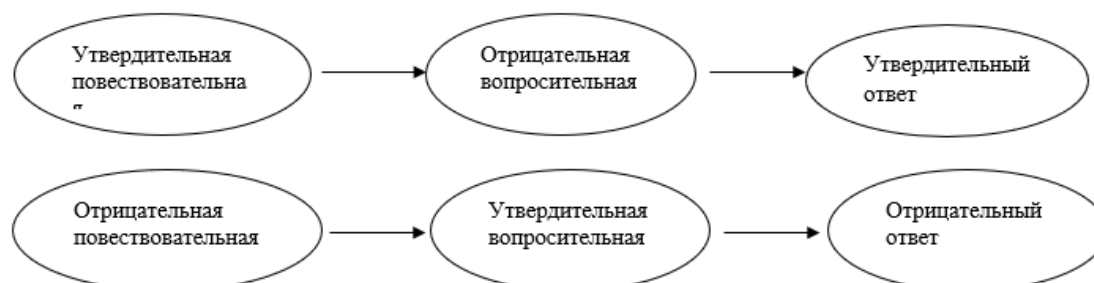 Утвердительная
повествовательна
Отрицательная
вопросительная
Утвердительный
ответ
Отрицательная
повествовательная
Утвердительная
вопросительная
Отрицательный
ответ